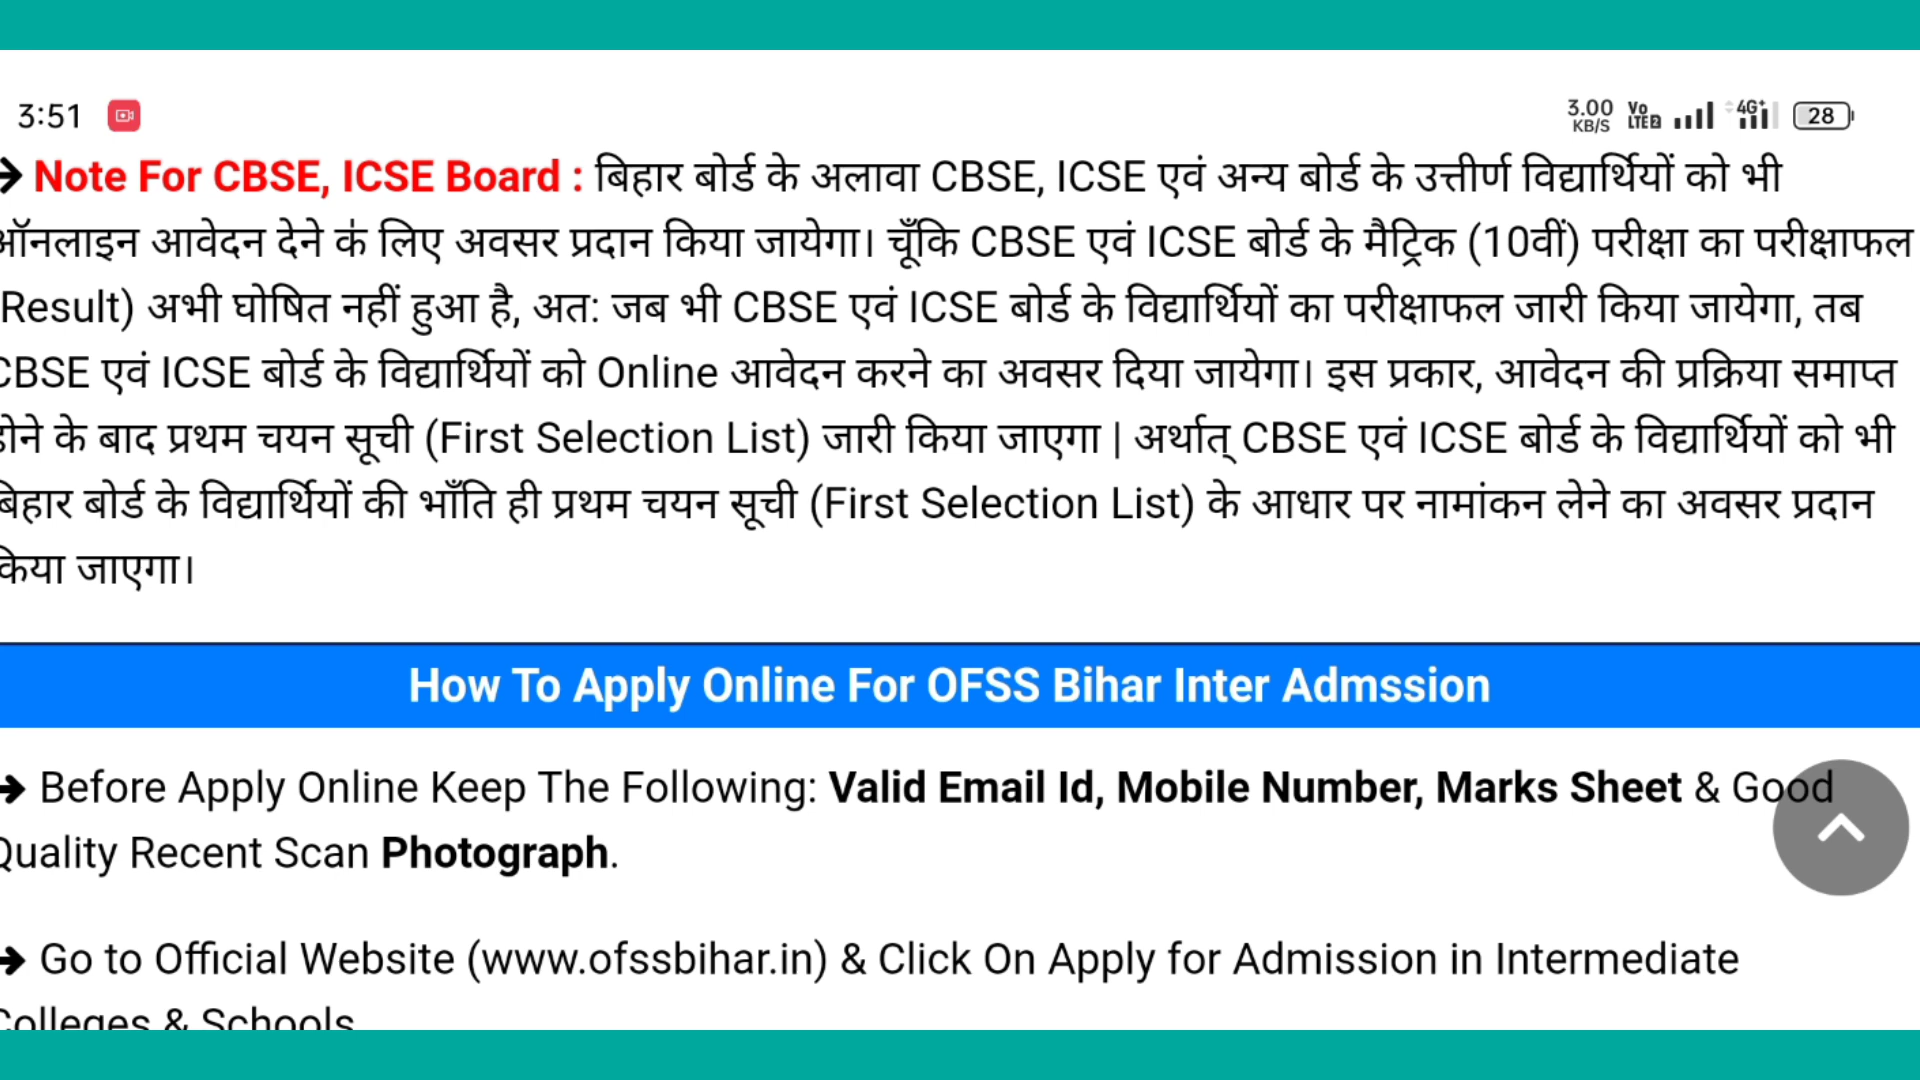 3:51
3.00 KB/S Vo LTE 2 4G+ 28
➔ Note For CBSE, ICSE Board : बिहार बोर्ड के अलावा CBSE, ICSE एवं अन्य बोर्ड के उत्तीर्ण विद्यार्थियों को भी
ऑनलाइन आवेदन देने के लिए अवसर प्रदान किया जायेगा। चूँकि CBSE एवं ICSE बोर्ड के मैट्रिक (10वीं) परीक्षा का परीक्षाफल
Result) अभी घोषित नहीं हुआ है, अत: जब भी CBSE एवं ICSE बोर्ड के विद्यार्थियों का परीक्षाफल जारी किया जायेगा, तब
CBSE एवं ICSE बोर्ड के विद्यार्थियों को Online आवेदन करने का अवसर दिया जायेगा। इस प्रकार, आवेदन की प्रक्रिया समाप्त
होने के बाद प्रथम चयन सूची (First Selection List) जारी किया जाएगा | अर्थात् CBSE एवं ICSE बोर्ड के विद्यार्थियों को भी
बिहार बोर्ड के विद्यार्थियों की भाँति ही प्रथम चयन सूची (First Selection List) के आधार पर नामांकन लेने का अवसर प्रदान
किया जाएगा।
How To Apply Online For OFSS Bihar Inter Admssion
➔ Before Apply Online Keep The Following: Valid Email Id, Mobile Number, Marks Sheet & Good
Quality Recent Scan Photograph.
➔ Go to Official Website (www.ofssbihar.in) & Click On Apply for Admission in Intermediate
Colleges & Schools